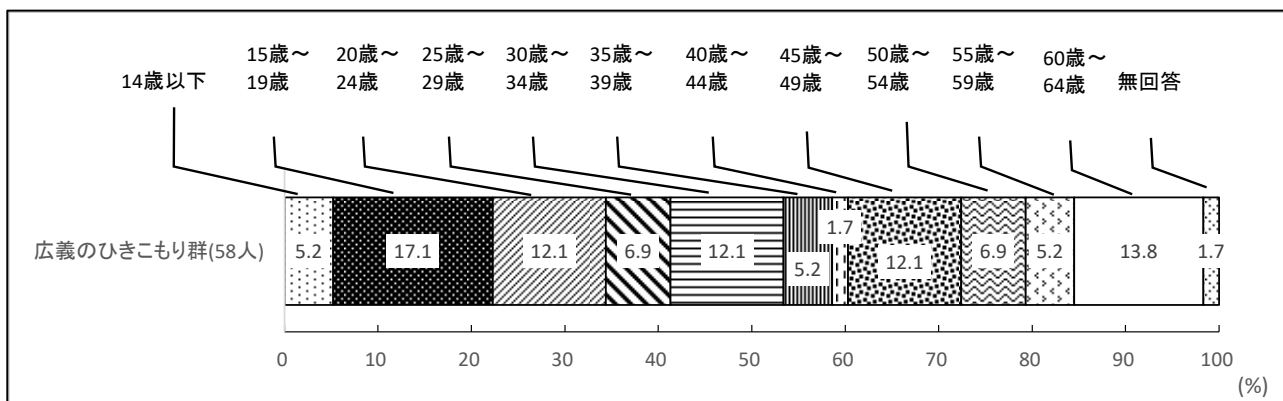 14歳以下
15歳～
19歳
20歳～
24歳
25歳～
29歳
30歳～
34歳
35歳～
39歳
40歳～
44歳
45歳～
49歳
50歳～
54歳
55歳～
59歳
60歳～
64歳
無回答
広義のひきこもり群(58人)
5.2
17.1
12.1
6.9
12.1
5.2
1.7
12.1
6.9
5.2
13.8
1.7
0 10 20 30 40 50 60 70 80 90 100
(%)